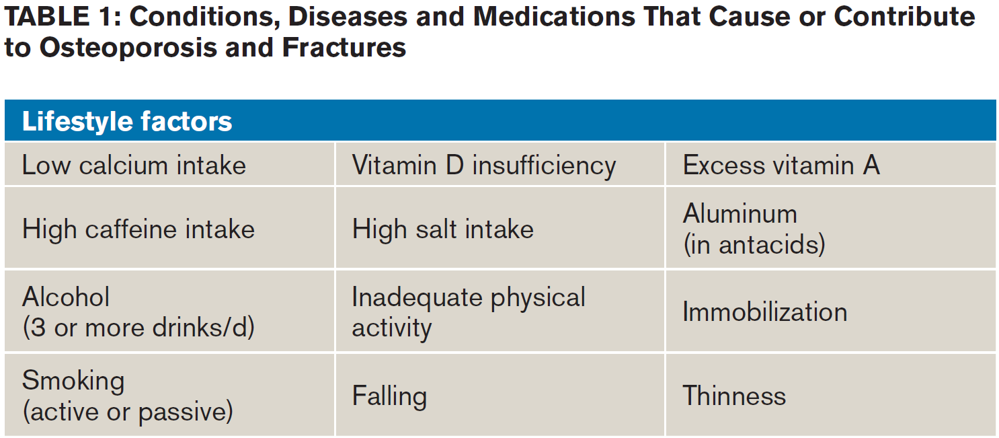 TABLE 1: Conditions, Diseases and Medications That Cause or Contribute
to Osteoporosis and Fractures
Lifestyle factors
Low calcium intake
Vitamin D insufficiency
Excess vitamin A
High caffeine intake
High salt intake
Aluminum
(in antacids)
Alcohol
(3 or more drinks/d)
Inadequate physical
activity
Immobilization
Smoking
(active or passive)
Falling
Thinness